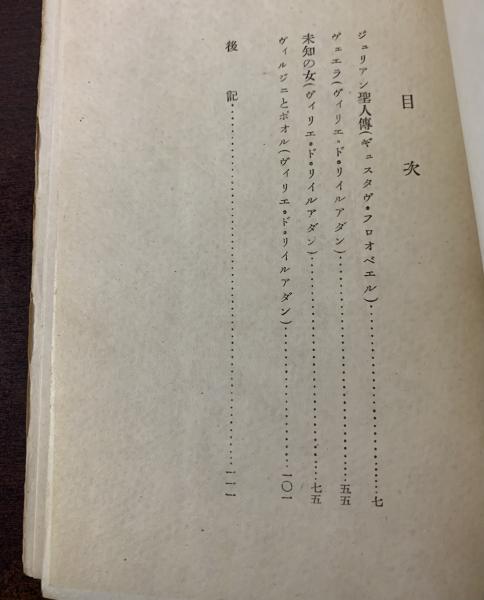 目次
ジュリアン聖人傳(ギュスタヴ・フロオベエル)……七
ヴェラ(ヴィリエ・ド・リイルアダン)……五五
未知の女(ヴィリエ・ド・リイルアダン)……七五
ヴィルジニとポオル(ヴィリエ・ド・リイルアダン)……一〇一
後記……一一一